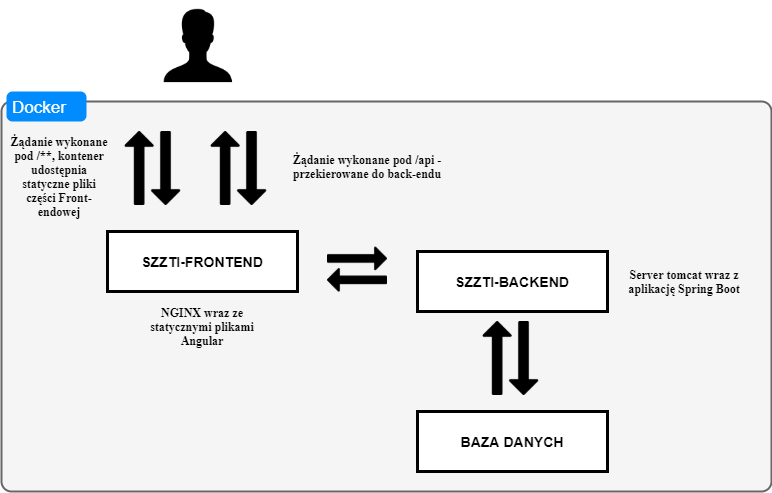 Docker
Żądanie wykonane
pod /**, kontener
udostępnia
statyczne pliki
części Front-
endowej
Żądanie wykonane pod /api -
przekierowane do back-endu
SZZTI-FRONTEND
NGINX wraz ze
statycznymi plikami
Angular
SZZTI-BACKEND
Server tomcat wraz z
aplikację Spring Boot
BAZA DANYCH